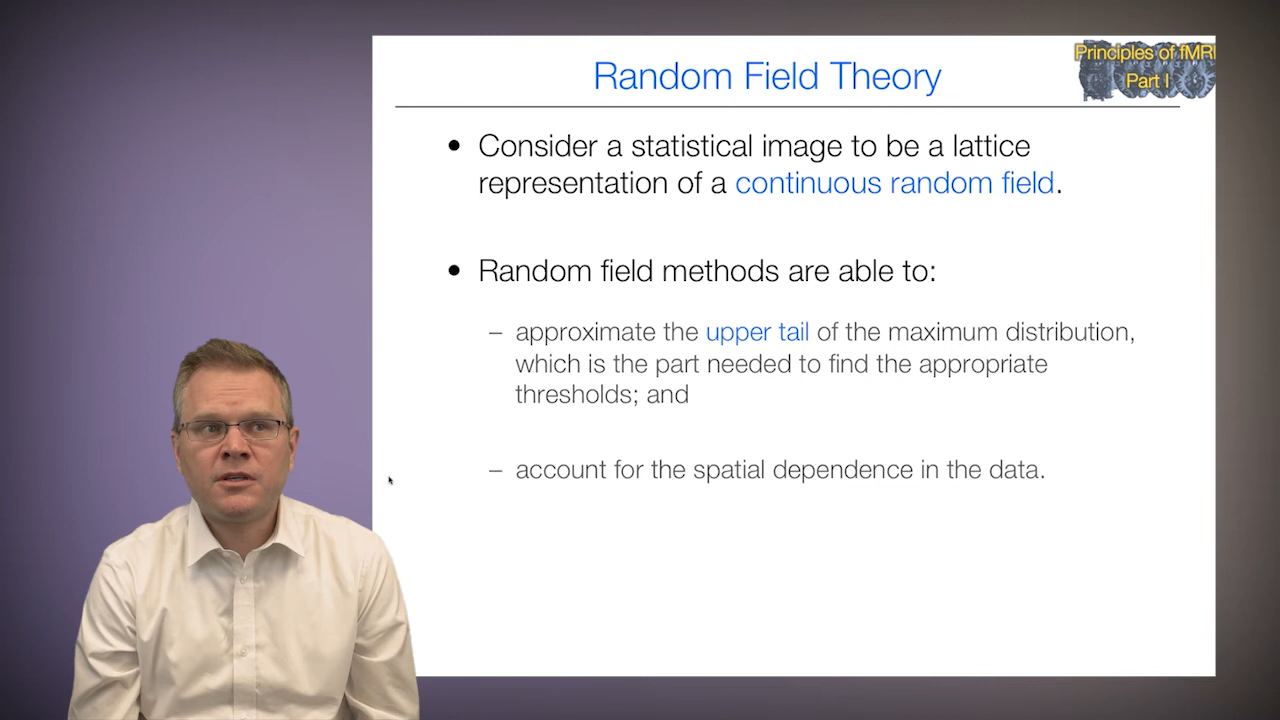 Random Field Theory
Principles of fMRI
Part I
• Consider a statistical image to be a lattice
representation of a continuous random field.
• Random field methods are able to:
– approximate the upper tail of the maximum distribution,
which is the part needed to find the appropriate
thresholds; and
– account for the spatial dependence in the data.